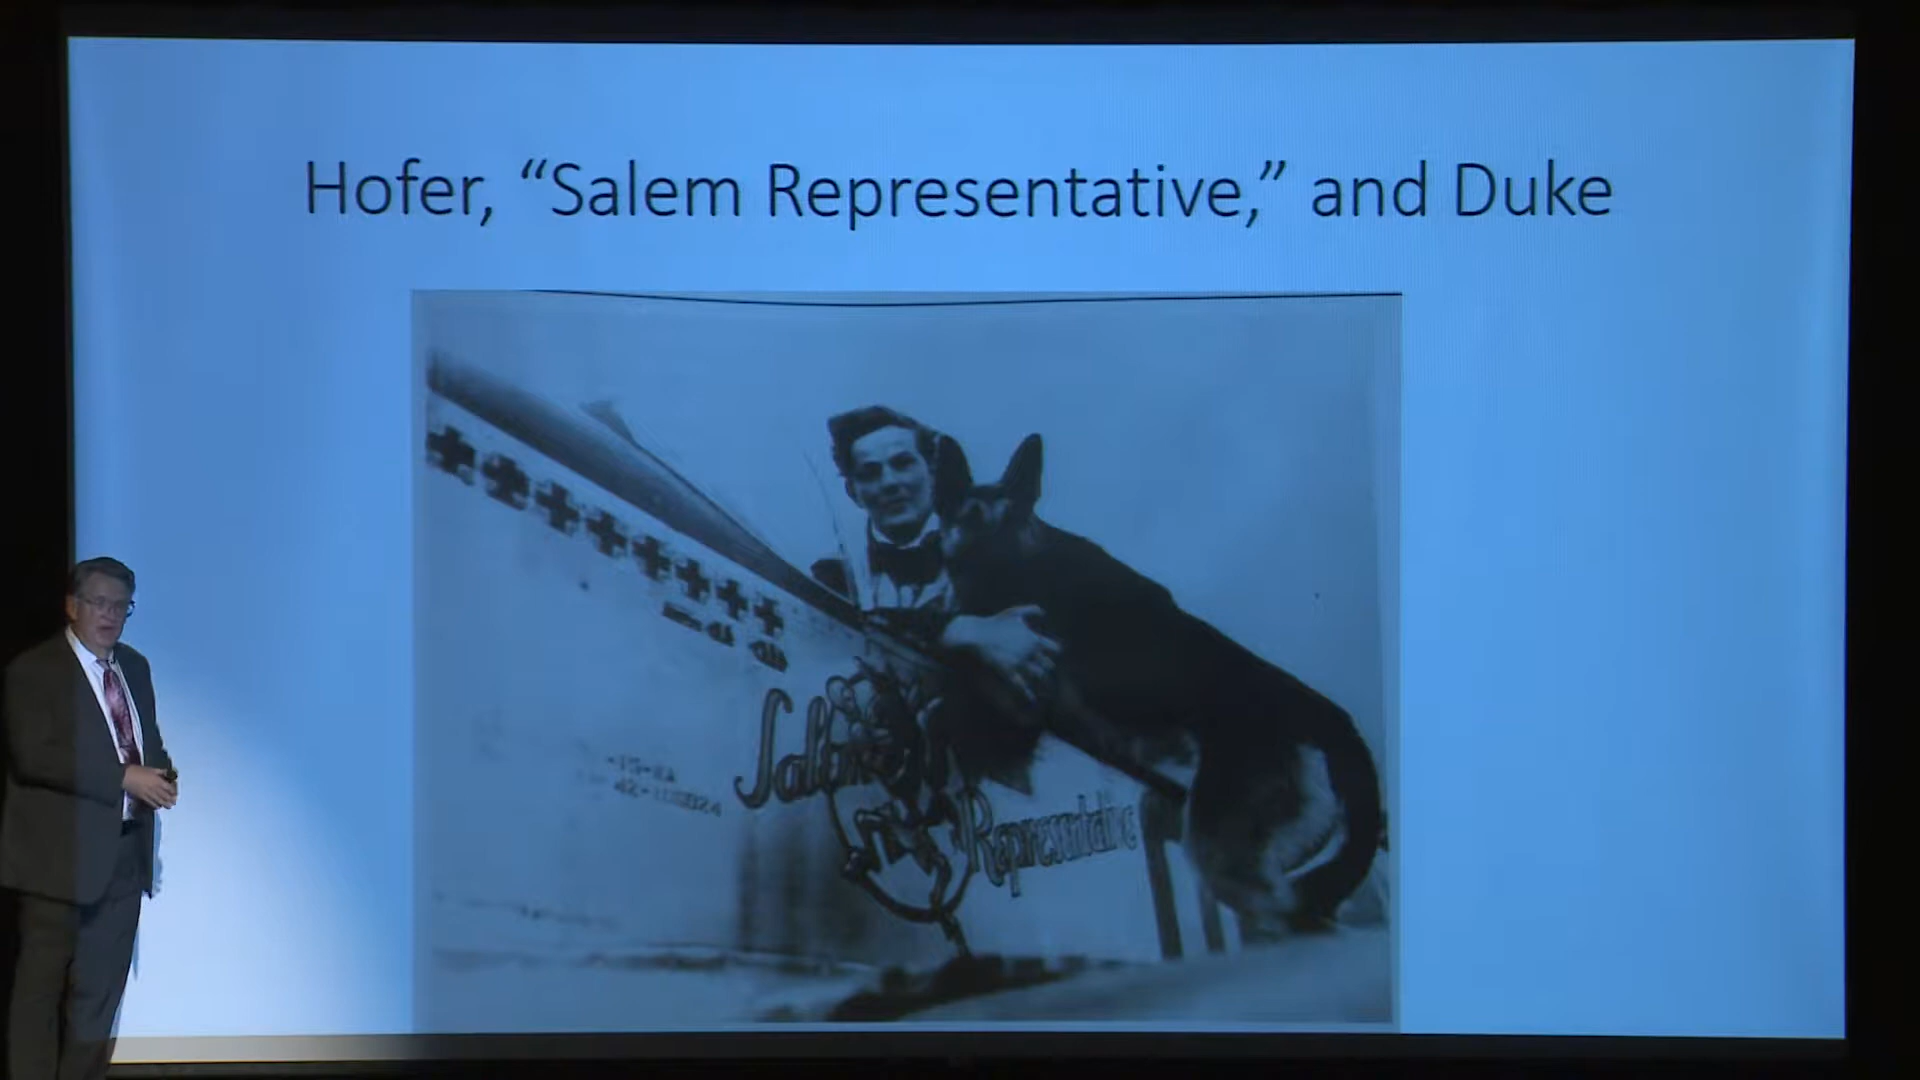 Hofer, “Salem Representative,” and Duke
Salem
Representative